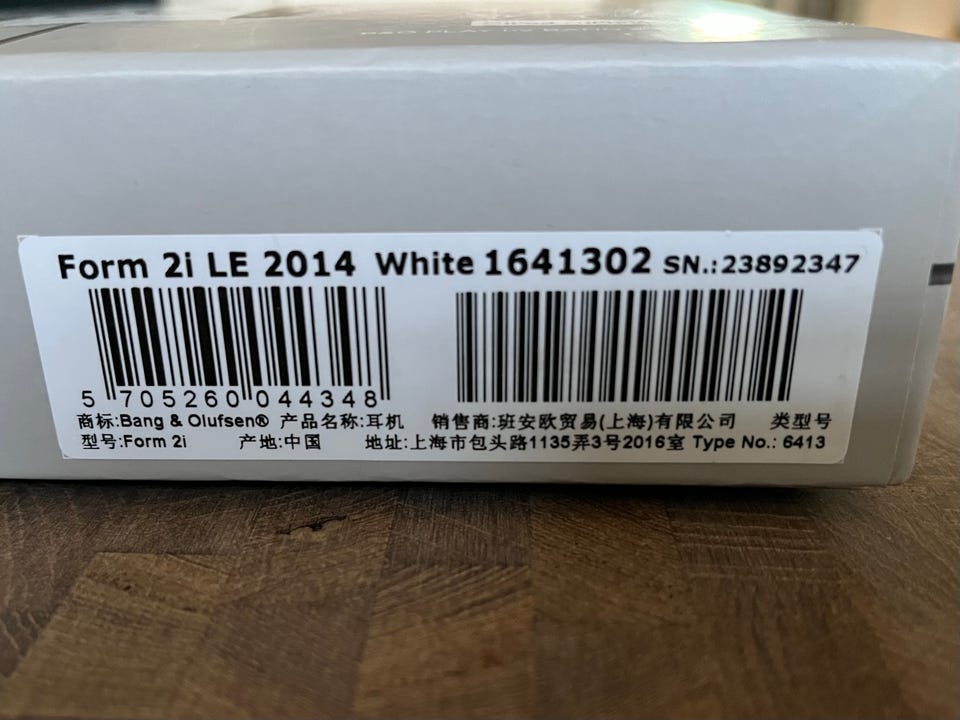 B&O PLAY by BANG
Form 2i LE 2014 White 1641302 SN.:23892347
5 705260 044348
商标:Bang & Olufsen® 产品名称:耳机 销售商:班安欧贸易(上海)有限公司 类型号
型号:Form 2i 产地:中国 地址:上海市包头路1135弄3号2016室 Type No.: 6413